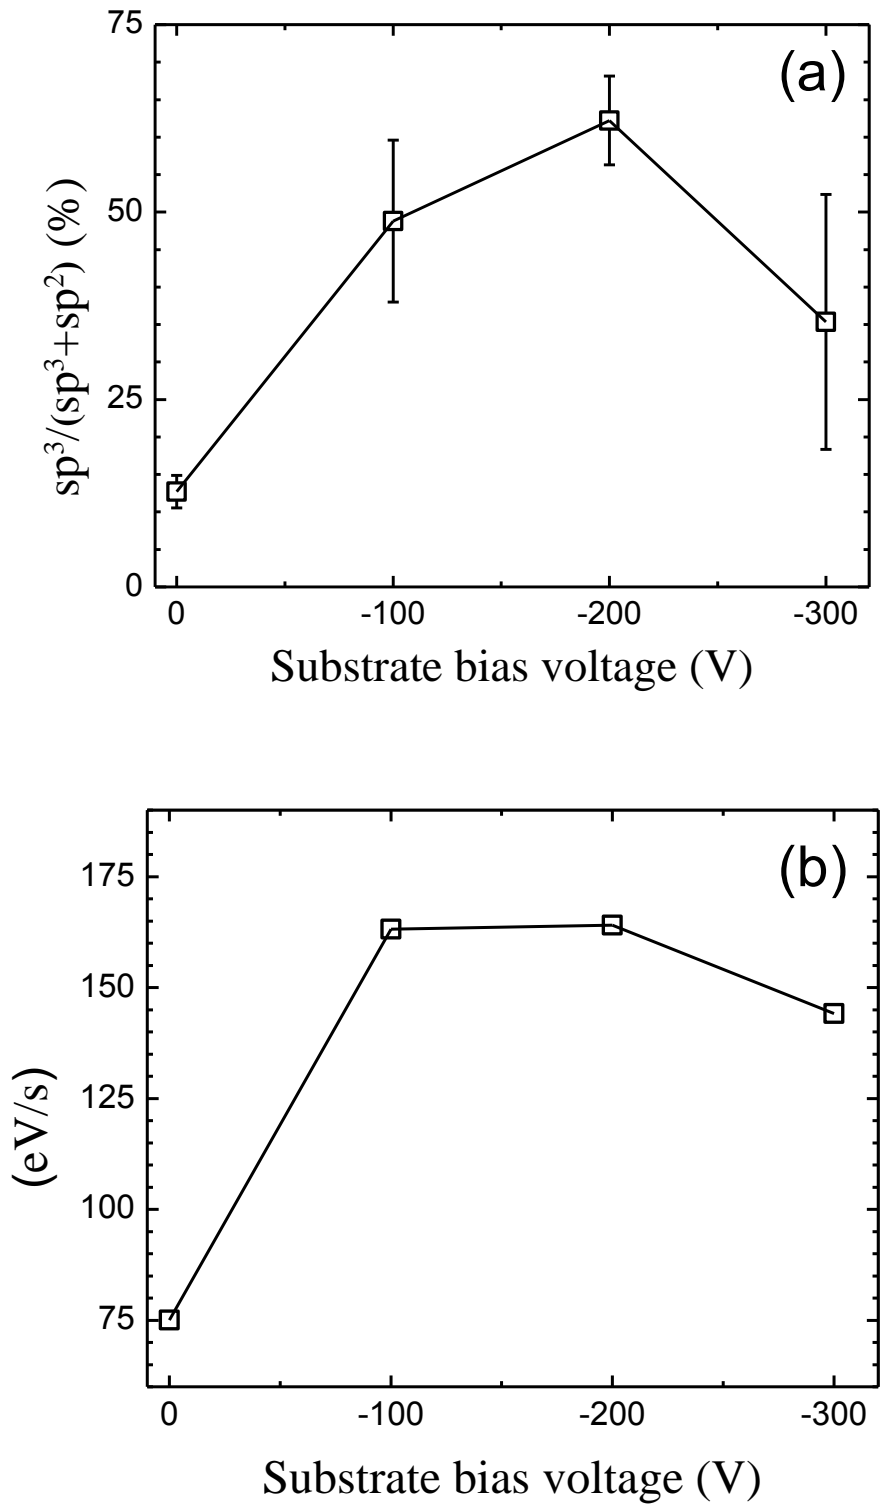 (a)
sp³/(sp³+sp²) (%)
75
50
25
0
0 -100 -200 -300
Substrate bias voltage (V)
(b)
(eV/s)
175
150
125
100
75
0 -100 -200 -300
Substrate bias voltage (V)